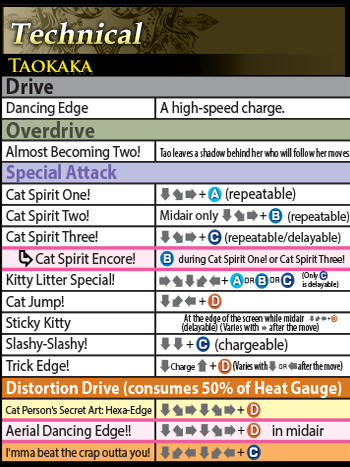 Technical
TAOKAKA
Drive
Dancing Edge A high-speed charge.
Overdrive
Almost Becoming Two! Tao leaves a shadow behind her who will follow her moves.
Special Attack
Cat Spirit One! ⬇⬊➡+A (repeatable)
Cat Spirit Two! Midair only ⬇⬊➡+B (repeatable)
Cat Spirit Three! ⬇⬊➡+C (repeatable/delayable)
Cat Spirit Encore! B during Cat Spirit One! or Cat Spirit Three!
Kitty Litter Special! ➡⬊⬇⬋⬅+A OR B OR C (Only C is delayable)
Cat Jump! ⬇⬋⬅+D
Sticky Kitty At the edge of the screen while midair ⬇⬋⬅+D
(delayable) (Varies with ➡ after the move)
Slashy-Slashy! ⬇⬇+C (chargeable)
Trick Edge! ⬇Charge⬆+D (Varies with ⬇ OR ⬅ after the move)
Distortion Drive (consumes 50% of Heat Gauge)
Cat Person's Secret Art: Hexa-Edge ⬇⬊➡⬇⬊➡+D
Aerial Dancing Edge!! ⬇⬊➡⬇⬊➡+D in midair
I'mma beat the crap outta you! ⬇⬋⬅⬇⬋⬅+C